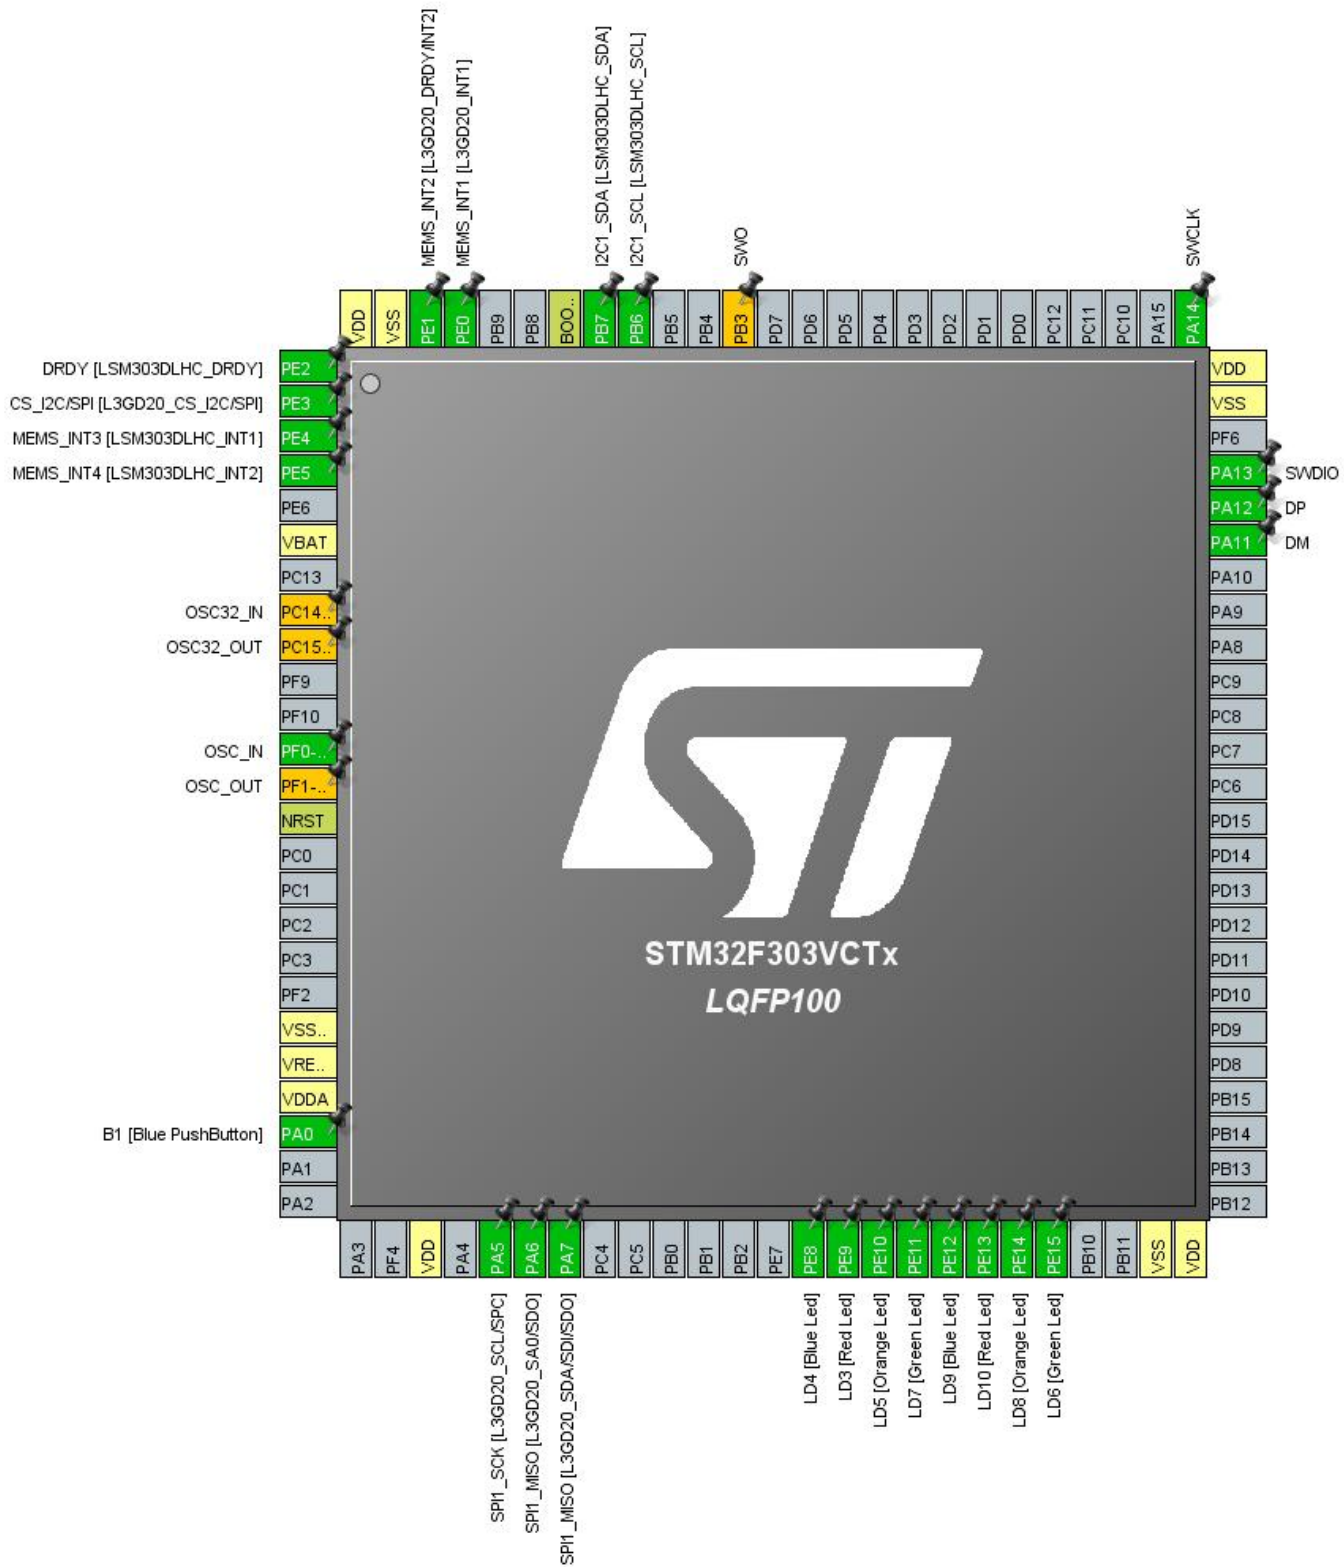 MEMS_INT2 [L3GD20_DRDY/INT2]
MEMS_INT1 [L3GD20_INT1]
I2C1_SDA [LSM303DLHC_SDA]
I2C1_SCL [LSM303DLHC_SCL]
SWO
SWCLK
VDD
VSS
PE1
PE0
PB9
PB8
BOO..
PB7
PB6
PB5
PB4
PB3
PD7
PD6
PD5
PD4
PD3
PD2
PD1
PD0
PC12
PC11
PC10
PA15
PA14
DRDY [LSM303DLHC_DRDY] PE2
CS_I2C/SPI [L3GD20_CS_I2C/SPI] PE3
MEMS_INT3 [LSM303DLHC_INT1] PE4
MEMS_INT4 [LSM303DLHC_INT2] PE5
PE6
VBAT
PC13
OSC32_IN PC14..
OSC32_OUT PC15..
PF9
PF10
OSC_IN PF0-..
OSC_OUT PF1-..
NRST
PC0
PC1
PC2
PC3
PF2
VSS..
VRE..
VDDA
B1 [Blue PushButton] PA0
PA1
PA2
STM32F303VCTx
LQFP100
VDD
VSS
PF6
PA13 SWDIO
PA12 DP
PA11 DM
PA10
PA9
PA8
PC9
PC8
PC7
PC6
PD15
PD14
PD13
PD12
PD11
PD10
PD9
PD8
PB15
PB14
PB13
PB12
PA3
PF4
VDD
PA4
PA5
PA6
PA7
PC4
PC5
PB0
PB1
PB2
PE7
PE8
PE9
PE10
PE11
PE12
PE13
PE14
PE15
PB10
PB11
VSS
VDD
SPI1_SCK [L3GD20_SCL/SPC]
SPI1_MISO [L3GD20_SA0/SDO]
SPI1_MISO [L3GD20_SDA/SDI/SDO]
LD4 [Blue Led]
LD3 [Red Led]
LD5 [Orange Led]
LD7 [Green Led]
LD9 [Blue Led]
LD10 [Red Led]
LD8 [Orange Led]
LD6 [Green Led]